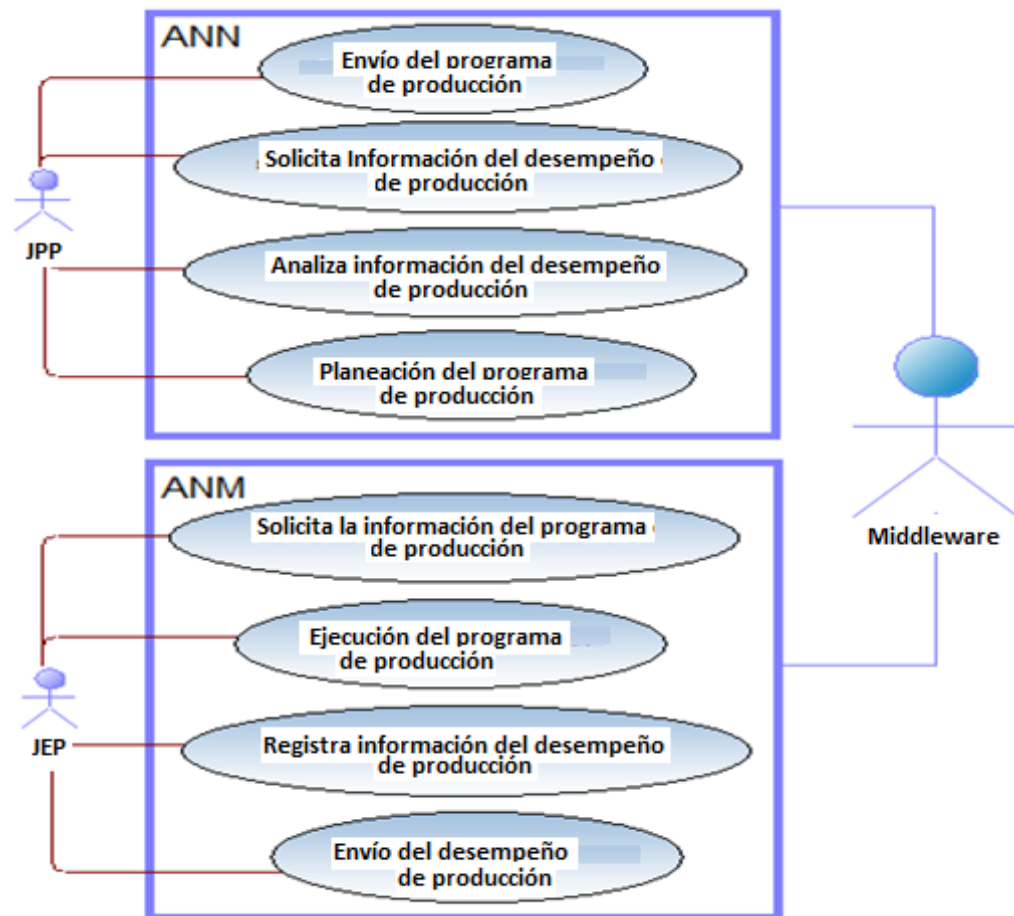 ANN
Envío del programa
de producción
Solicita Información del desempeño
de producción
JPP
Analiza información del desempeño
de producción
Planeación del programa
de producción
Middleware
ANM
Solicita la información del programa
de producción
Ejecución del programa
de producción
JEP
Registra información del desempeño
de producción
Envío del desempeño
de producción